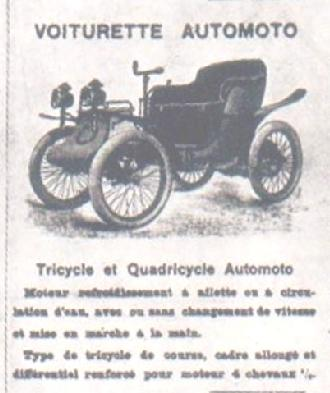 VOITURETTE AUTOMOTO
Tricycle et Quadricycle Automoto
Moteur refroidissement à ailette ou à circu-
lation d'eau, avec ou sans changement de vitesse
et mise en marche à la main.
Type de tricycle de course, cadre allongé et
différentiel renforcé pour moteur 4 chevaux